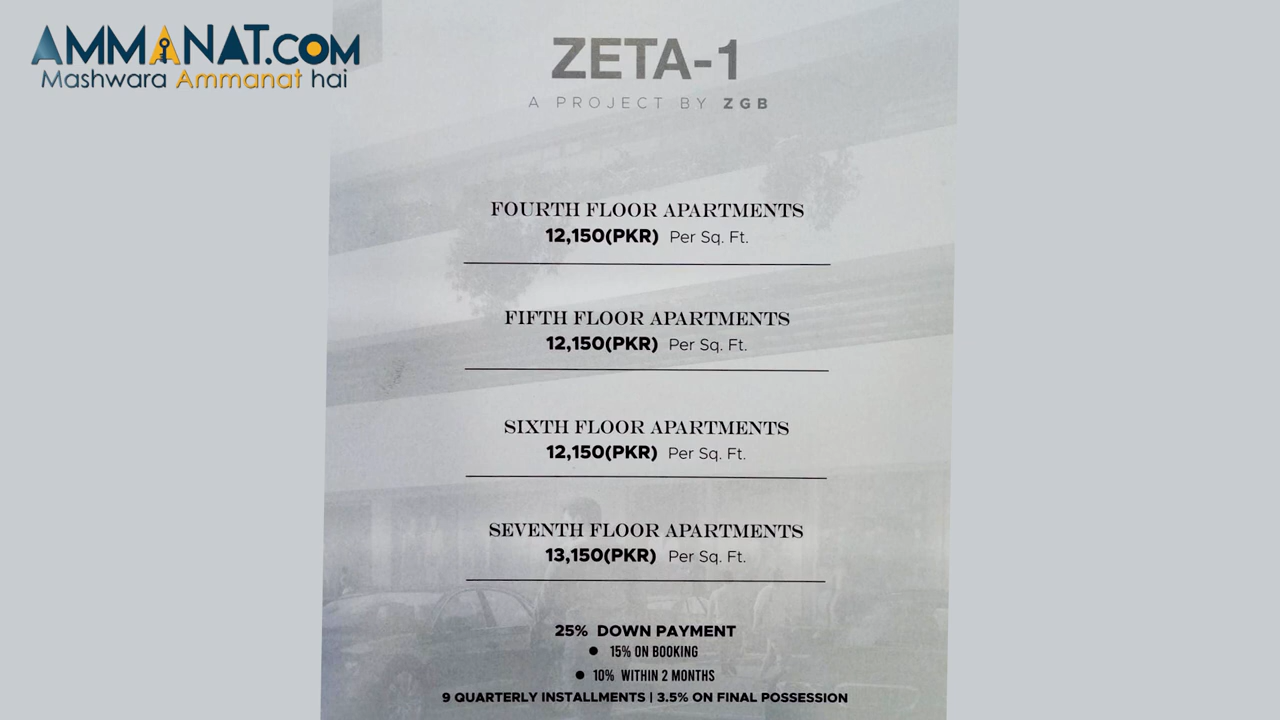 AMMANAT.COM
Mashwara Ammanat hai
ZETA-1
A PROJECT BY ZGB
FOURTH FLOOR APARTMENTS
12,150(PKR) Per Sq. Ft.
FIFTH FLOOR APARTMENTS
12,150(PKR) Per Sq. Ft.
SIXTH FLOOR APARTMENTS
12,150(PKR) Per Sq. Ft.
SEVENTH FLOOR APARTMENTS
13,150(PKR) Per Sq. Ft.
25% DOWN PAYMENT
● 15% ON BOOKING
● 10% WITHIN 2 MONTHS
9 QUARTERLY INSTALLMENTS | 3.5% ON FINAL POSSESSION